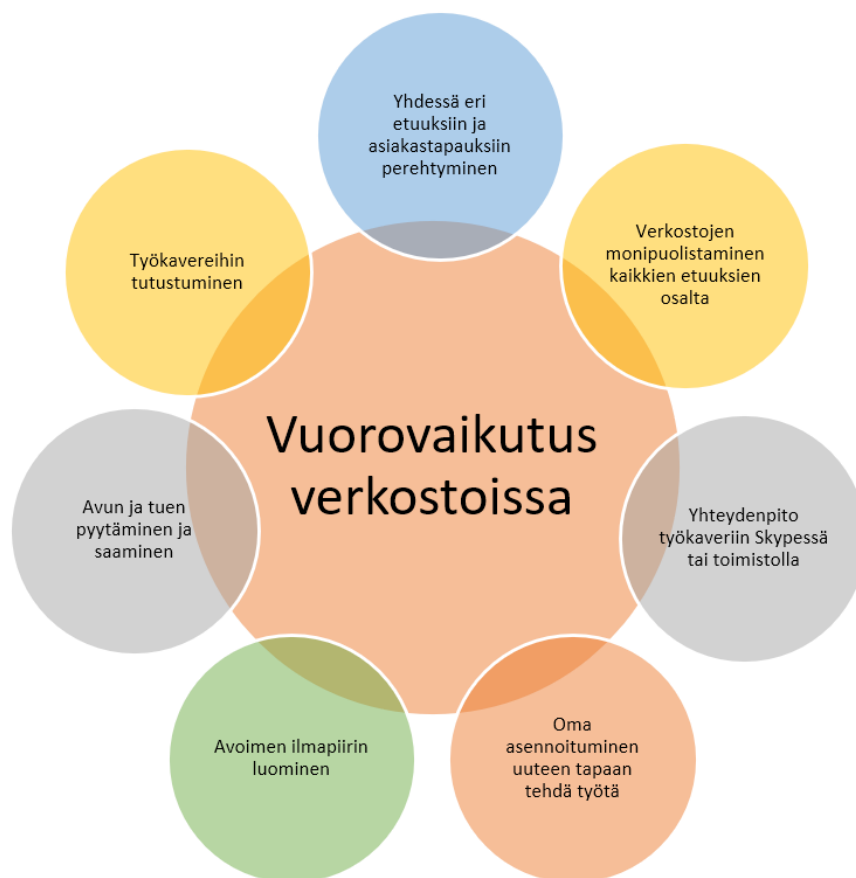 Yhdessä eri
etuuksiin ja
asiakastapauksiin
perehtyminen
Verkostojen
monipuolistaminen
kaikkien etuuksien
osalta
Yhteydenpito
työkaveriin Skypessä
tai toimistolla
Oma
asennoituminen
uuteen tapaan
tehdä työtä
Avoimen ilmapiirin
luominen
Avun ja tuen
pyytäminen ja
saaminen
Työkavereihin
tutustuminen
Vuorovaikutus
verkostoissa